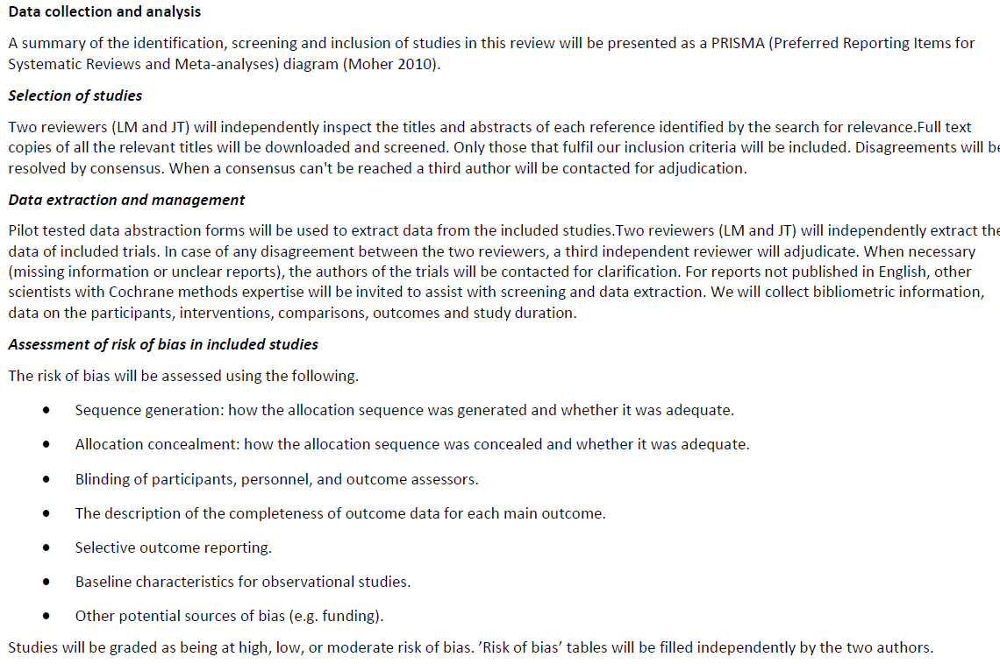 Data collection and analysis
A summary of the identification, screening and inclusion of studies in this review will be presented as a PRISMA (Preferred Reporting Items for
Systematic Reviews and Meta-analyses) diagram (Moher 2010).
Selection of studies
Two reviewers (LM and JT) will independently inspect the titles and abstracts of each reference identified by the search for relevance.Full text
copies of all the relevant titles will be downloaded and screened. Only those that fulfil our inclusion criteria will be included. Disagreements will be
resolved by consensus. When a consensus can't be reached a third author will be contacted for adjudication.
Data extraction and management
Pilot tested data abstraction forms will be used to extract data from the included studies.Two reviewers (LM and JT) will independently extract the
data of included trials. In case of any disagreement between the two reviewers, a third independent reviewer will adjudicate. When necessary
(missing information or unclear reports), the authors of the trials will be contacted for clarification. For reports not published in English, other
scientists with Cochrane methods expertise will be invited to assist with screening and data extraction. We will collect bibliometric information,
data on the participants, interventions, comparisons, outcomes and study duration.
Assessment of risk of bias in included studies
The risk of bias will be assessed using the following.
● Sequence generation: how the allocation sequence was generated and whether it was adequate.
● Allocation concealment: how the allocation sequence was concealed and whether it was adequate.
● Blinding of participants, personnel, and outcome assessors.
● The description of the completeness of outcome data for each main outcome.
● Selective outcome reporting.
● Baseline characteristics for observational studies.
● Other potential sources of bias (e.g. funding).
Studies will be graded as being at high, low, or moderate risk of bias. ’Risk of bias’ tables will be filled independently by the two authors.